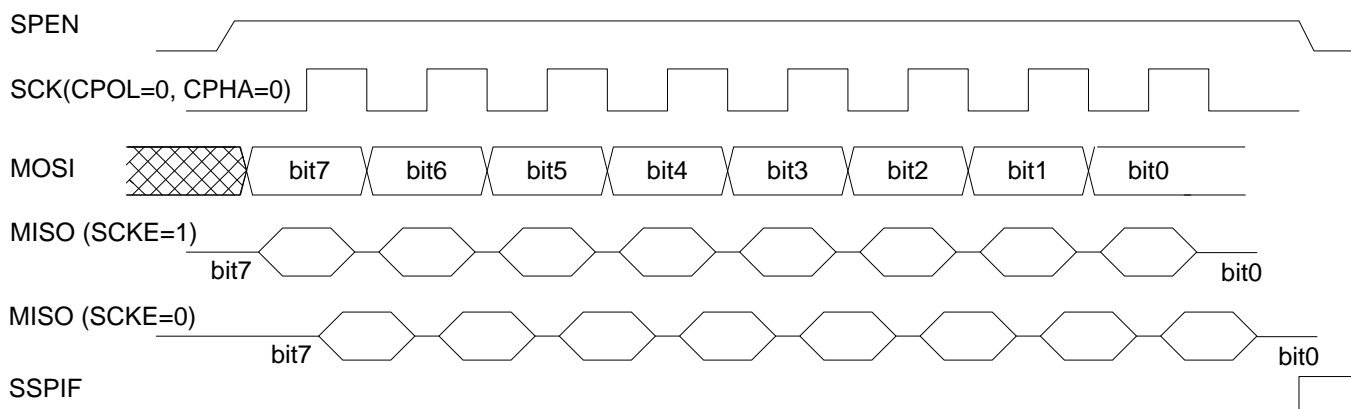 SPEN
SCK(CPOL=0, CPHA=0)
MOSI bit7 bit6 bit5 bit4 bit3 bit2 bit1 bit0
MISO (SCKE=1)
bit7 bit0
MISO (SCKE=0)
bit7 bit0
SSPIF